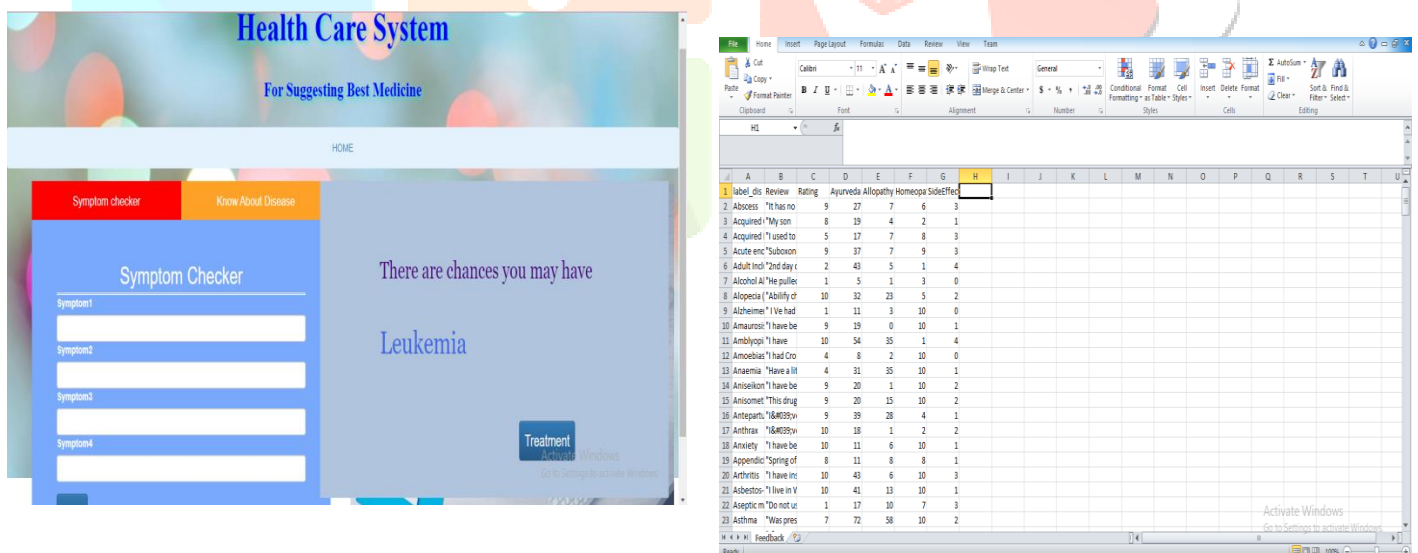 Health Care System
For Suggesting Best Medicine
HOME
Symptom checker
Know About Disease
Symptom Checker
Symptom1
Symptom2
Symptom3
Symptom4
There are chances you may have
Leukemia
Treatment
Activate Windows
Go to Settings to activate Windows.
File Home Insert Page Layout Formulas Data Review View Team
Cut
Copy
Format Painter
Paste
Clipboard
Calibri 11 A A
B I U
Font
Wrap Text
Merge & Center
Alignment
General
$ % ,
Number
Conditional Formatting
Format as Table
Cell Styles
Styles
Insert Delete Format
Cells
AutoSum
Fill
Clear
Sort & Filter
Find & Select
Editing
H1 fx
A B C D E F G H I J K L M N O P Q R S T U
1 label_dis Review Rating Ayurveda Allopathy Homeopa SideEffec
2 Abscess "It has no 9 27 7 6 3
3 Acquired "My son 8 19 4 2 1
4 Acquired "I used to 5 17 7 8 3
5 Acute enc "Suboxon 9 37 7 9 3
6 Adult Incl "2nd day 2 43 5 1 4
7 Alcohol Al "He pulled 1 5 1 3 0
8 Alopecia ( "Abilify ch 10 32 23 5 2
9 Alzheimer " I Ve had 1 11 3 10 0
10 Amaurosi: "I have be 9 19 0 10 1
11 Amblyopi "I have 10 54 35 1 4
12 Amoebias "I had Cro 4 8 2 10 0
13 Anaemia "Have a lit 4 31 35 10 1
14 Aniseikon "I have be 9 20 1 10 2
15 Anisomet "This drug 9 20 15 10 2
16 Antepartu "I&#039;v 9 39 28 4 1
17 Anthrax "I&#039;v 10 18 1 2 2
18 Anxiety "I have be 10 11 6 10 1
19 Appendic "Spring of 8 11 8 8 1
20 Arthritis "I have ins 10 43 6 10 3
21 Asbestos- "I live in V 10 41 13 10 1
22 Aseptic m "Do not us 1 17 10 7 3
23 Asthma "Was pres 7 72 58 10 2
Activate Windows
Go to Settings to activate Windows.
Feedback
Ready 100%